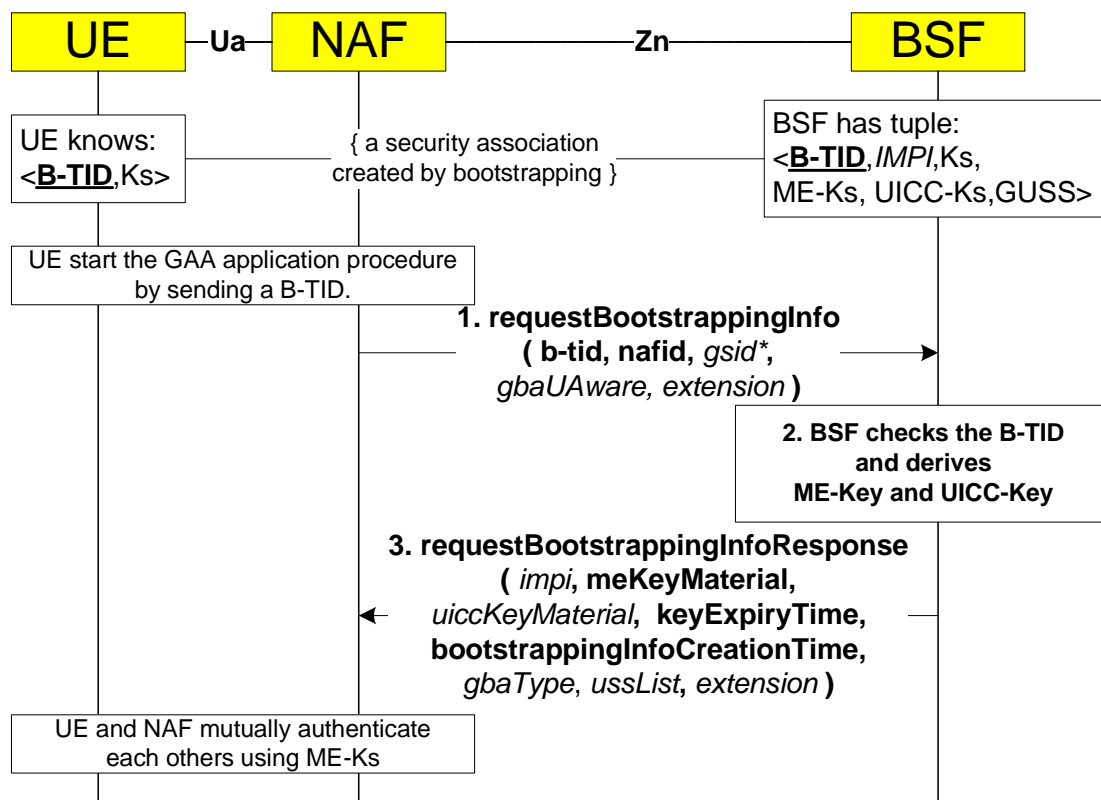 UE
Ua
NAF
Zn
BSF
UE knows:
<B-TID,Ks>
{ a security association
created by bootstrapping }
BSF has tuple:
<B-TID,IMPI,Ks,
ME-Ks, UICC-Ks,GUSS>
UE start the GAA application procedure
by sending a B-TID.
1. requestBootstrappingInfo
( b-tid, nafid, gsid*,
gbaUAware, extension )
2. BSF checks the B-TID
and derives
ME-Key and UICC-Key
3. requestBootstrappingInfoResponse
( impi, meKeyMaterial,
uiccKeyMaterial, keyExpiryTime,
bootstrappingInfoCreationTime,
gbaType, ussList, extension )
UE and NAF mutually authenticate
each others using ME-Ks